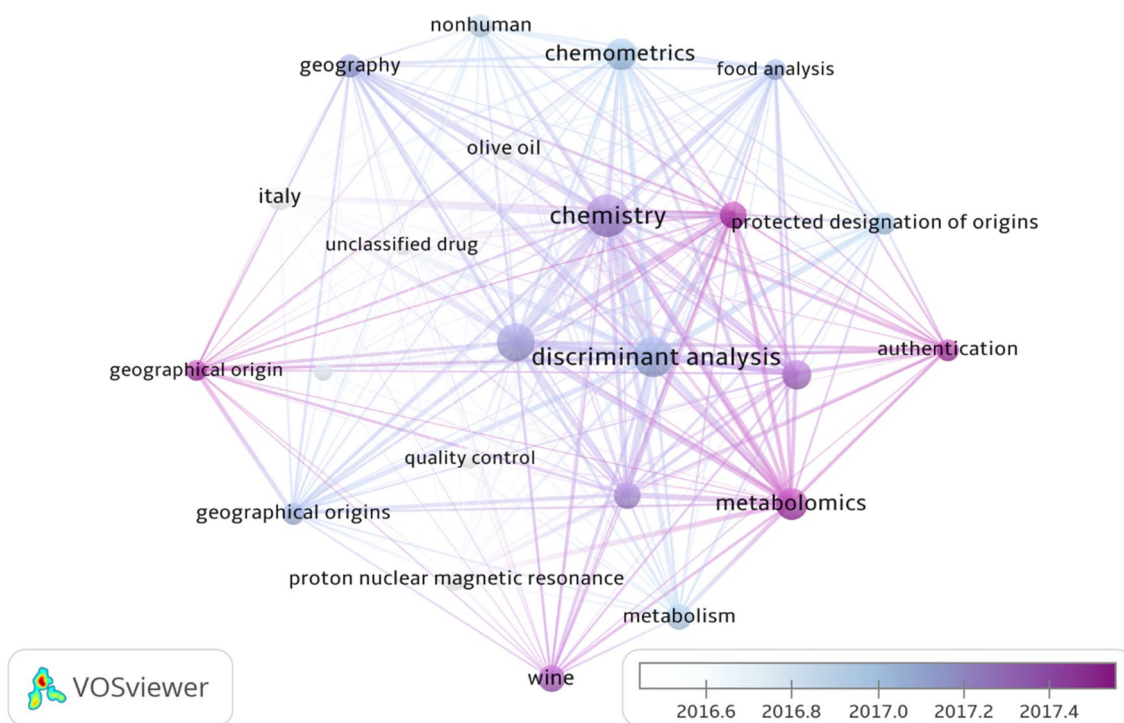 nonhuman
chemometrics
geography
food analysis
olive oil
italy
chemistry
protected designation of origins
unclassified drug
discriminant analysis
authentication
geographical origin
quality control
metabolomics
geographical origins
proton nuclear magnetic resonance
metabolism
wine
VOSviewer
2016.6 2016.8 2017.0 2017.2 2017.4